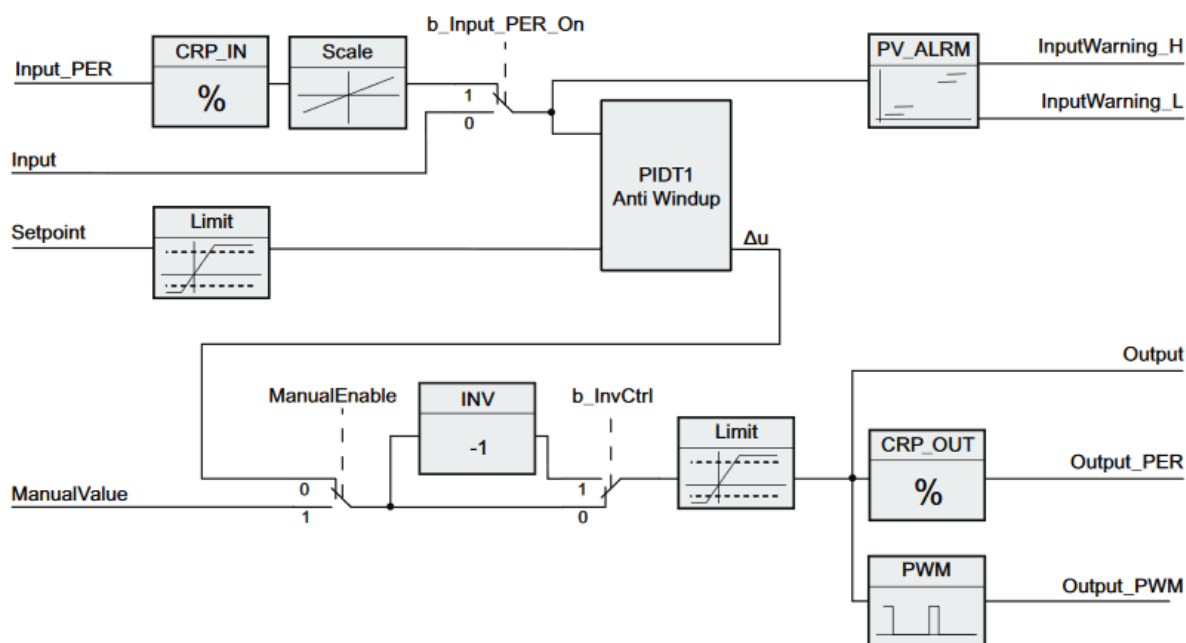 b_Input_PER_On
CRP_IN
Scale
PV_ALRM
InputWarning_H
Input_PER
%
1
InputWarning_L
0
Input
PIDT1
Anti Windup
Limit
Setpoint
Δu
Output
ManualEnable
INV
b_InvCtrl
-1
Limit
CRP_OUT
Output_PER
0
1
%
ManualValue
1
0
PWM
Output_PWM